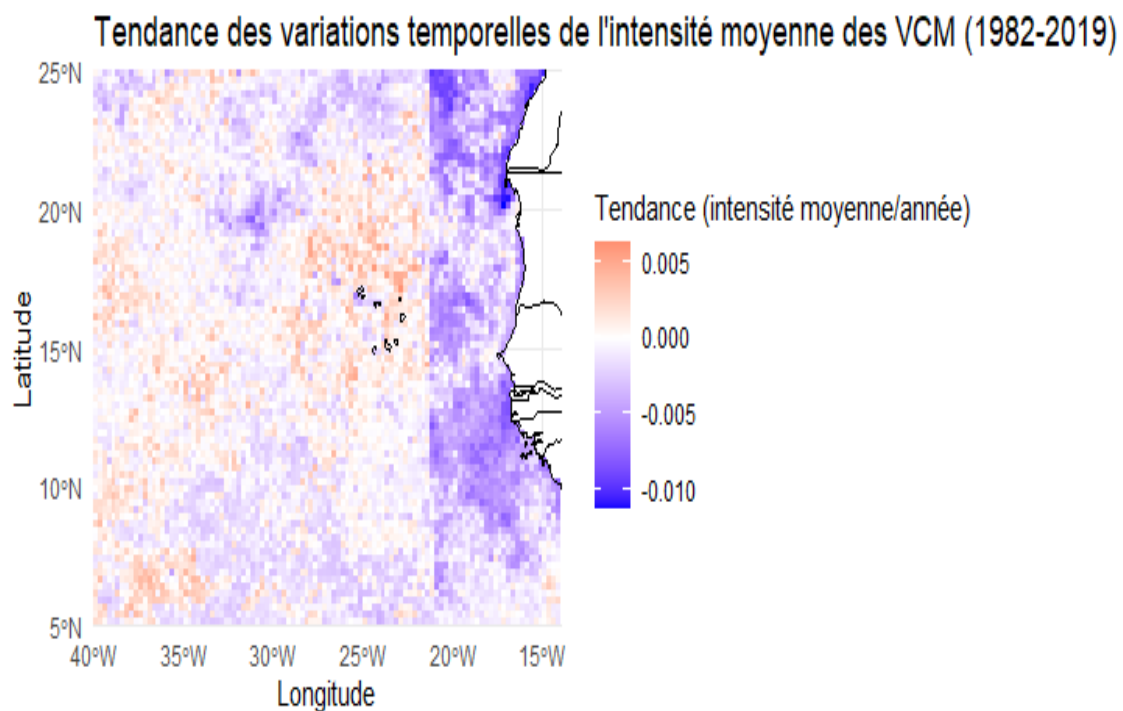 Tendance des variations temporelles de l'intensité moyenne des VCM (1982-2019)
25°N
20°N
15°N
10°N
5°N
Latitude
40°W 35°W 30°W 25°W 20°W 15°W
Longitude
Tendance (intensité moyenne/année)
0.005
0.000
-0.005
-0.010